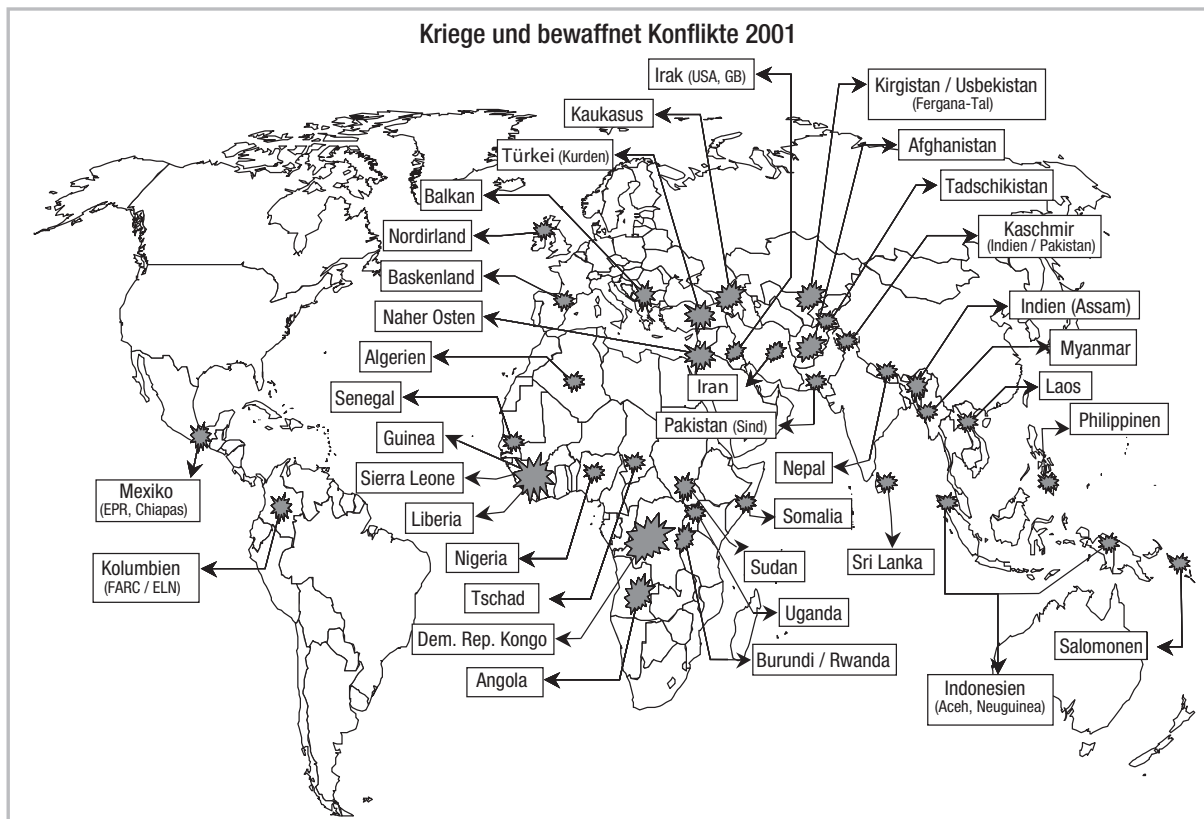 Kriege und bewaffnet Konflikte 2001
Irak (USA, GB)
Kirgistan / Usbekistan
(Fergana-Tal)
Kaukasus
Afghanistan
Türkei (Kurden)
Tadschikistan
Balkan
Kaschmir
(Indien / Pakistan)
Nordirland
Baskenland
Indien (Assam)
Naher Osten
Myanmar
Algerien
Iran
Laos
Senegal
Pakistan (Sind)
Philippinen
Guinea
Nepal
Sierra Leone
Mexiko
(EPR, Chiapas)
Liberia
Somalia
Nigeria
Sri Lanka
Kolumbien
(FARC / ELN)
Sudan
Tschad
Uganda
Dem. Rep. Kongo
Salomonen
Burundi / Rwanda
Angola
Indonesien
(Aceh, Neuguinea)